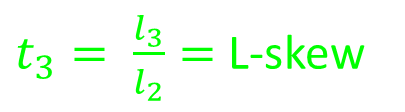 t₃ = l₃/l₂ = L-skew